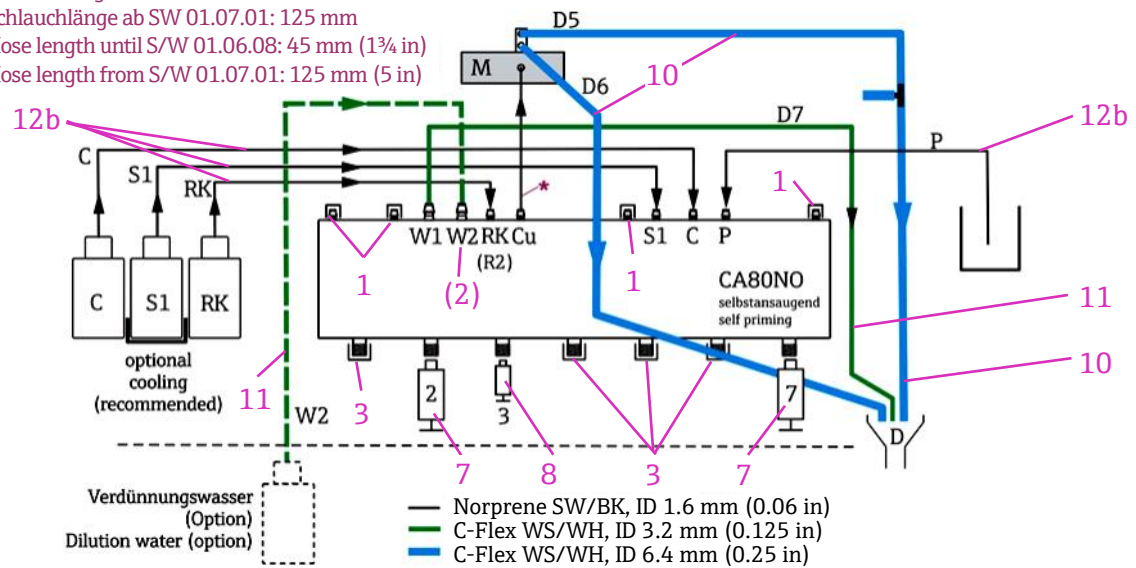 chlauchlänge ab SW 01.07.01: 125 mm
ose length until S/W 01.06.08: 45 mm (1¾ in)
ose length from S/W 01.07.01: 125 mm (5 in)
D5
M
10
D6
D7
12b
12b
C
P
S1
RK
*
1
W1 W2 RK Cu
(R2)
S1 C P
1
(2)
1
CA80NO
selbstansaugend
self priming
C
S1
RK
11
optional
cooling
(recommended)
10
11
3
2
3
7
W2
D
7
8
3
7
Verdünnungswasser
(Option)
Dilution water (option)
Norprene SW/BK, ID 1.6 mm (0.06 in)
C-Flex WS/WH, ID 3.2 mm (0.125 in)
C-Flex WS/WH, ID 6.4 mm (0.25 in)